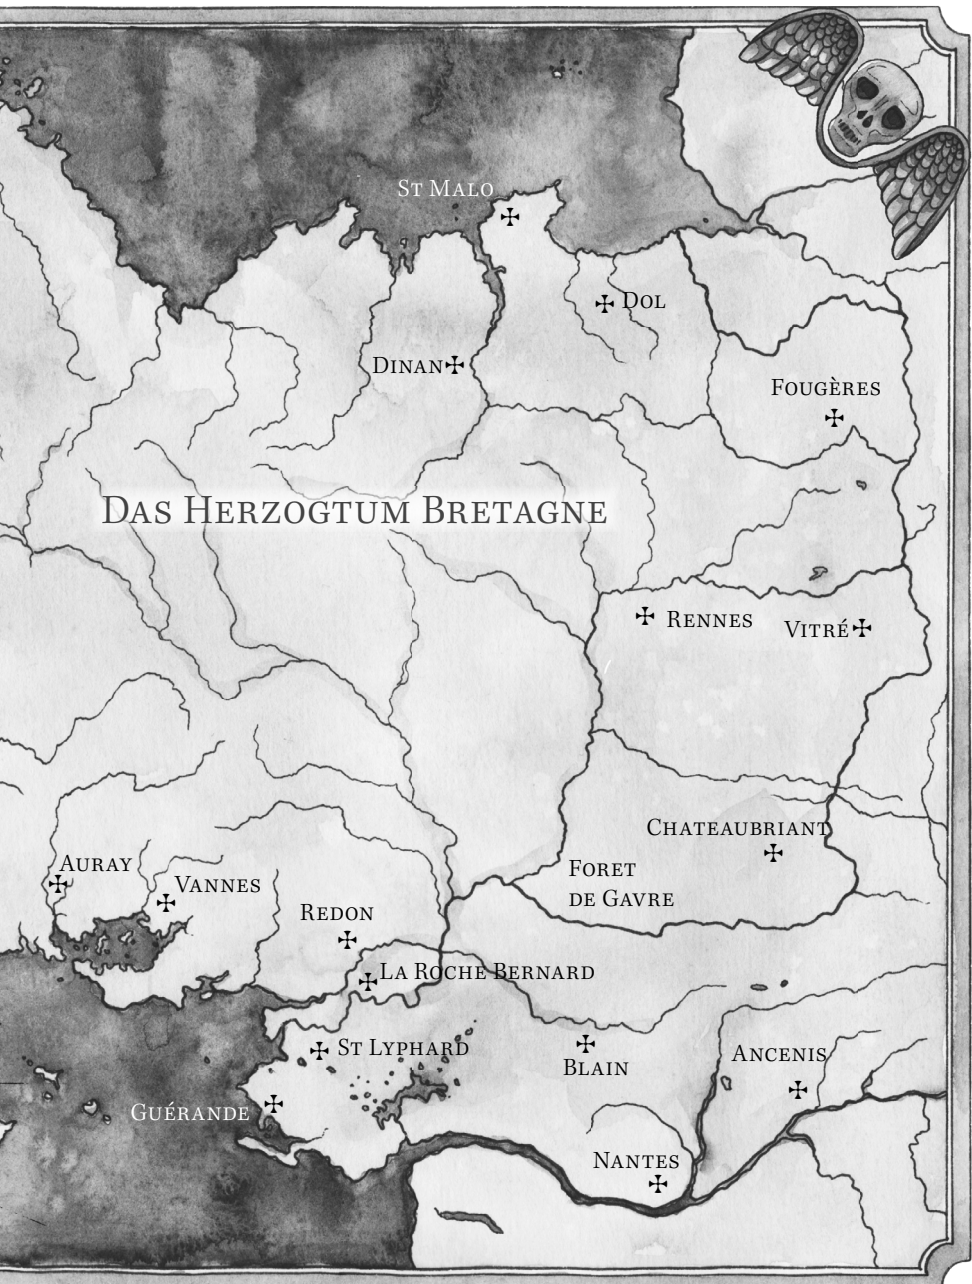 St Malo
Dol
Dinan
Fougères
Das Herzogtum Bretagne
Rennes
Vitré
Chateaubriant
Auray
Foret
de Gavre
Vannes
Redon
La Roche Bernard
St Lyphard
Blain
Ancenis
Guérande
Nantes